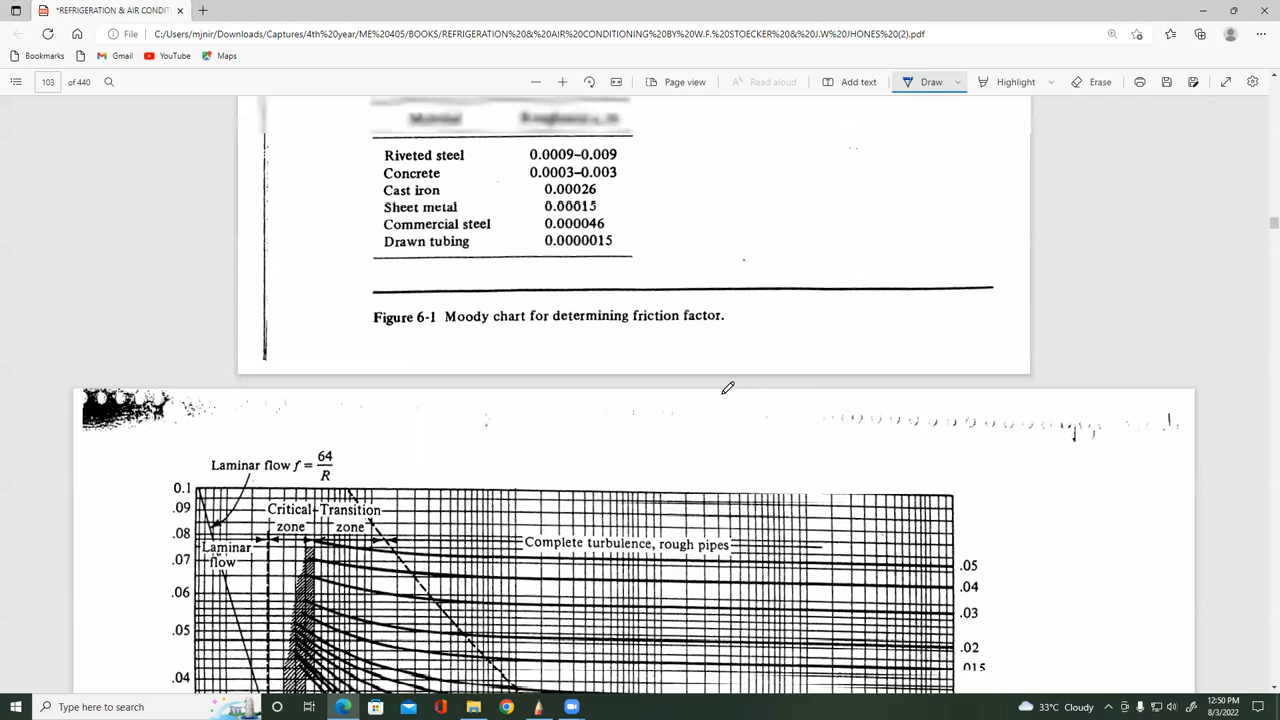 *REFRIGERATION & AIR CONDIT
File
C:/Users/mjnir/Downloads/Captures/4th%20year/ME%20405/BOOKS/REFRIGERATION%20&%20AIR%20CONDITIONING%20BY%20W.F.%20STOECKER%20&%20J.W%20JHONES%20(2).pdf
Bookmarks Gmail YouTube Maps
103 of 440 Page view Read aloud Add text Draw Highlight Erase
Riveted steel 0.0009–0.009
Concrete 0.0003–0.003
Cast iron 0.00026
Sheet metal 0.00015
Commercial steel 0.000046
Drawn tubing 0.0000015
Figure 6-1 Moody chart for determining friction factor.
Laminar flow f = 64
R
0.1
.09
Critical Transition
zone zone
.08
Complete turbulence, rough pipes
Laminar
flow
.07
.05
.04
.06
.03
.05
.02
.015
.04
Type here to search
33°C Cloudy
12:50 PM
8/3/2022